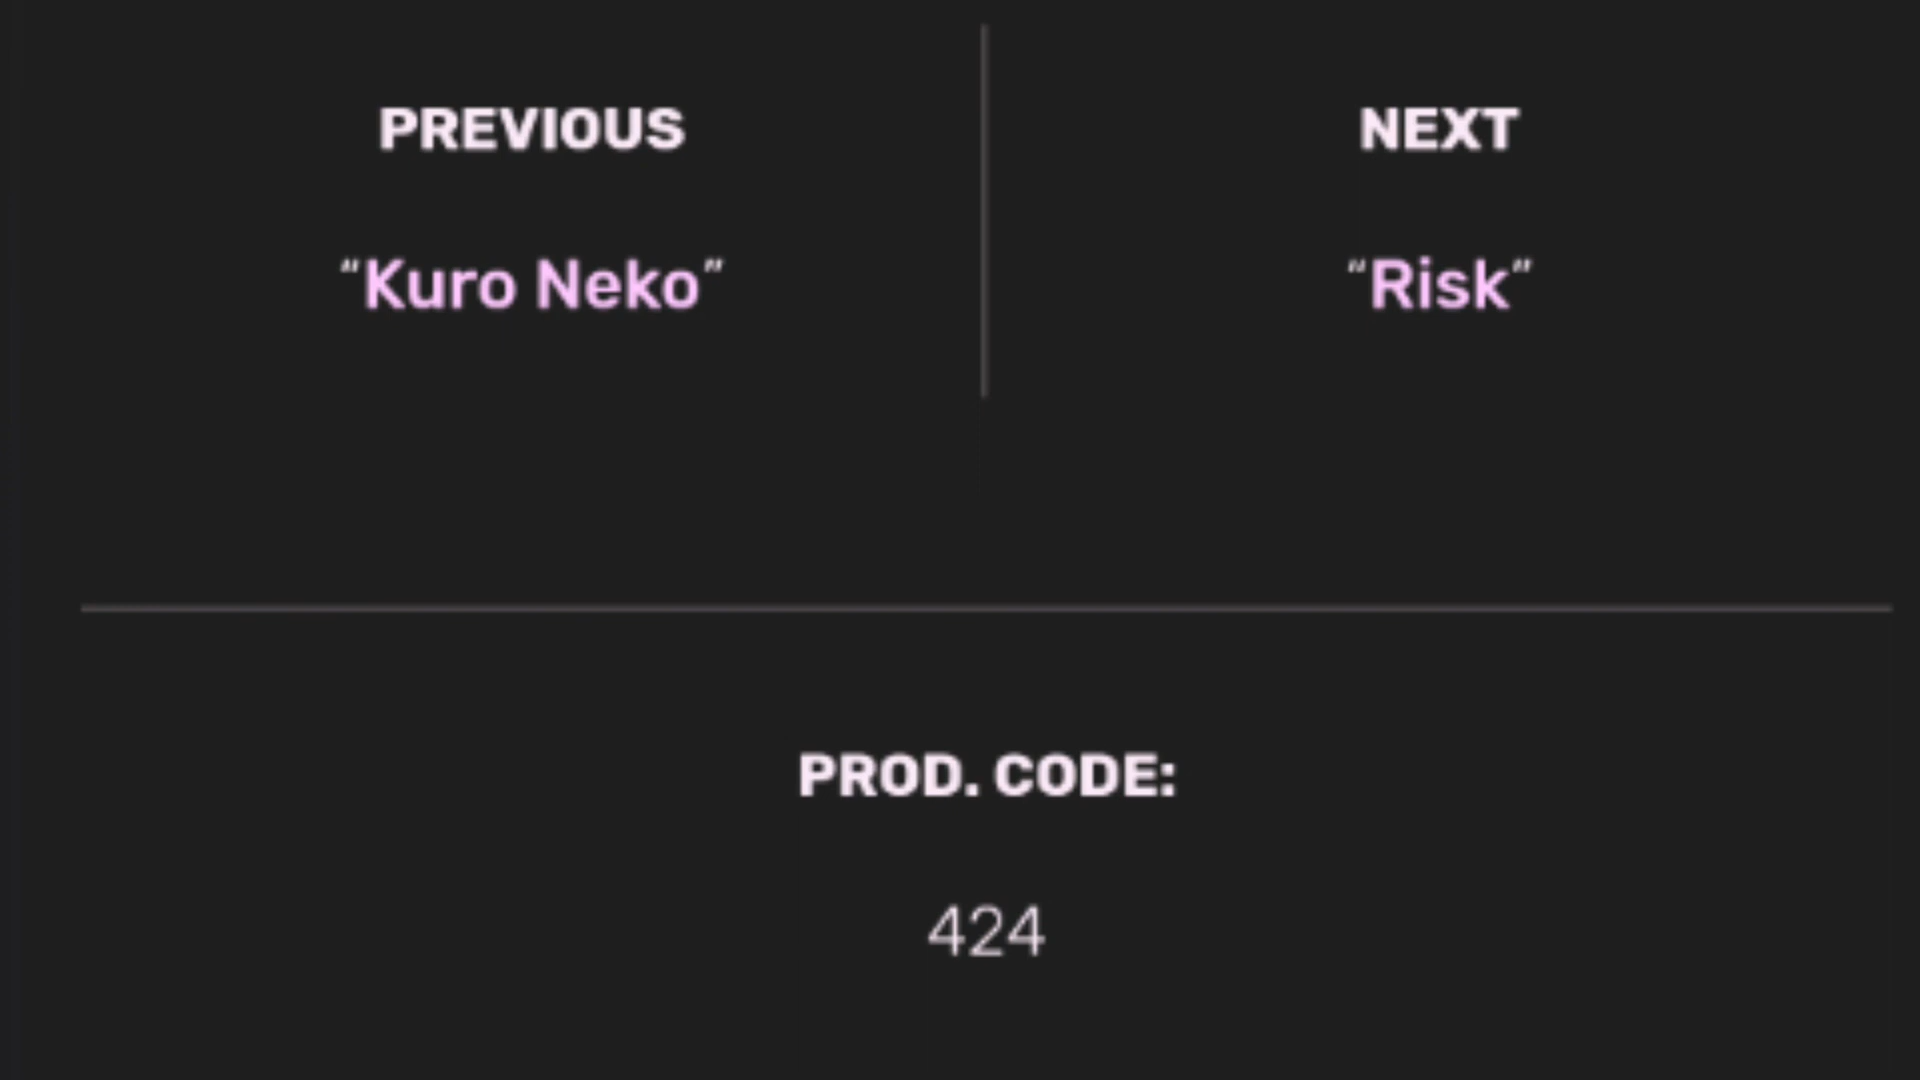 PREVIOUS
NEXT
“Kuro Neko”
“Risk”
PROD. CODE:
424